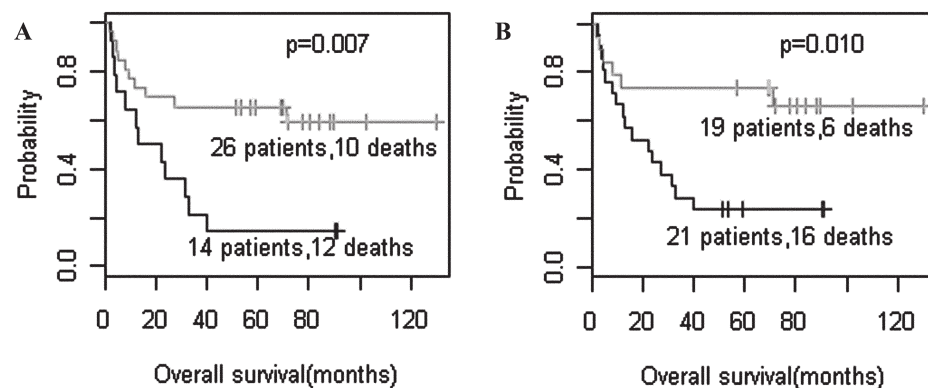 A
p=0.007
Probability
0.8
0.4
0.0
26 patients,10 deaths
14 patients,12 deaths
0 20 40 60 80 120
Overall survival(months)
B
p=0.010
Probability
0.8
0.4
0.0
19 patients,6 deaths
21 patients,16 deaths
0 20 40 60 80 120
Overall survival(months)